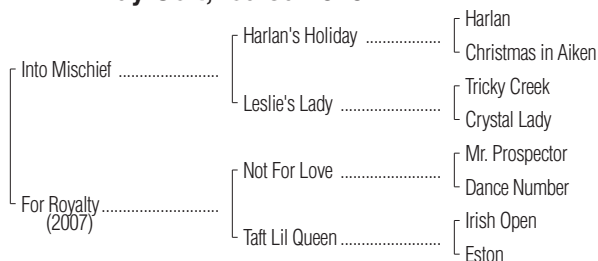 Harlan
Harlan's Holiday ...................
Christmas in Aiken
Into Mischief .........................
Tricky Creek
Leslie's Lady .........................
Crystal Lady
Mr. Prospector
Not For Love .........................
Dance Number
For Royalty.............................
(2007)
Irish Open
Taft Lil Queen.........................
Eston